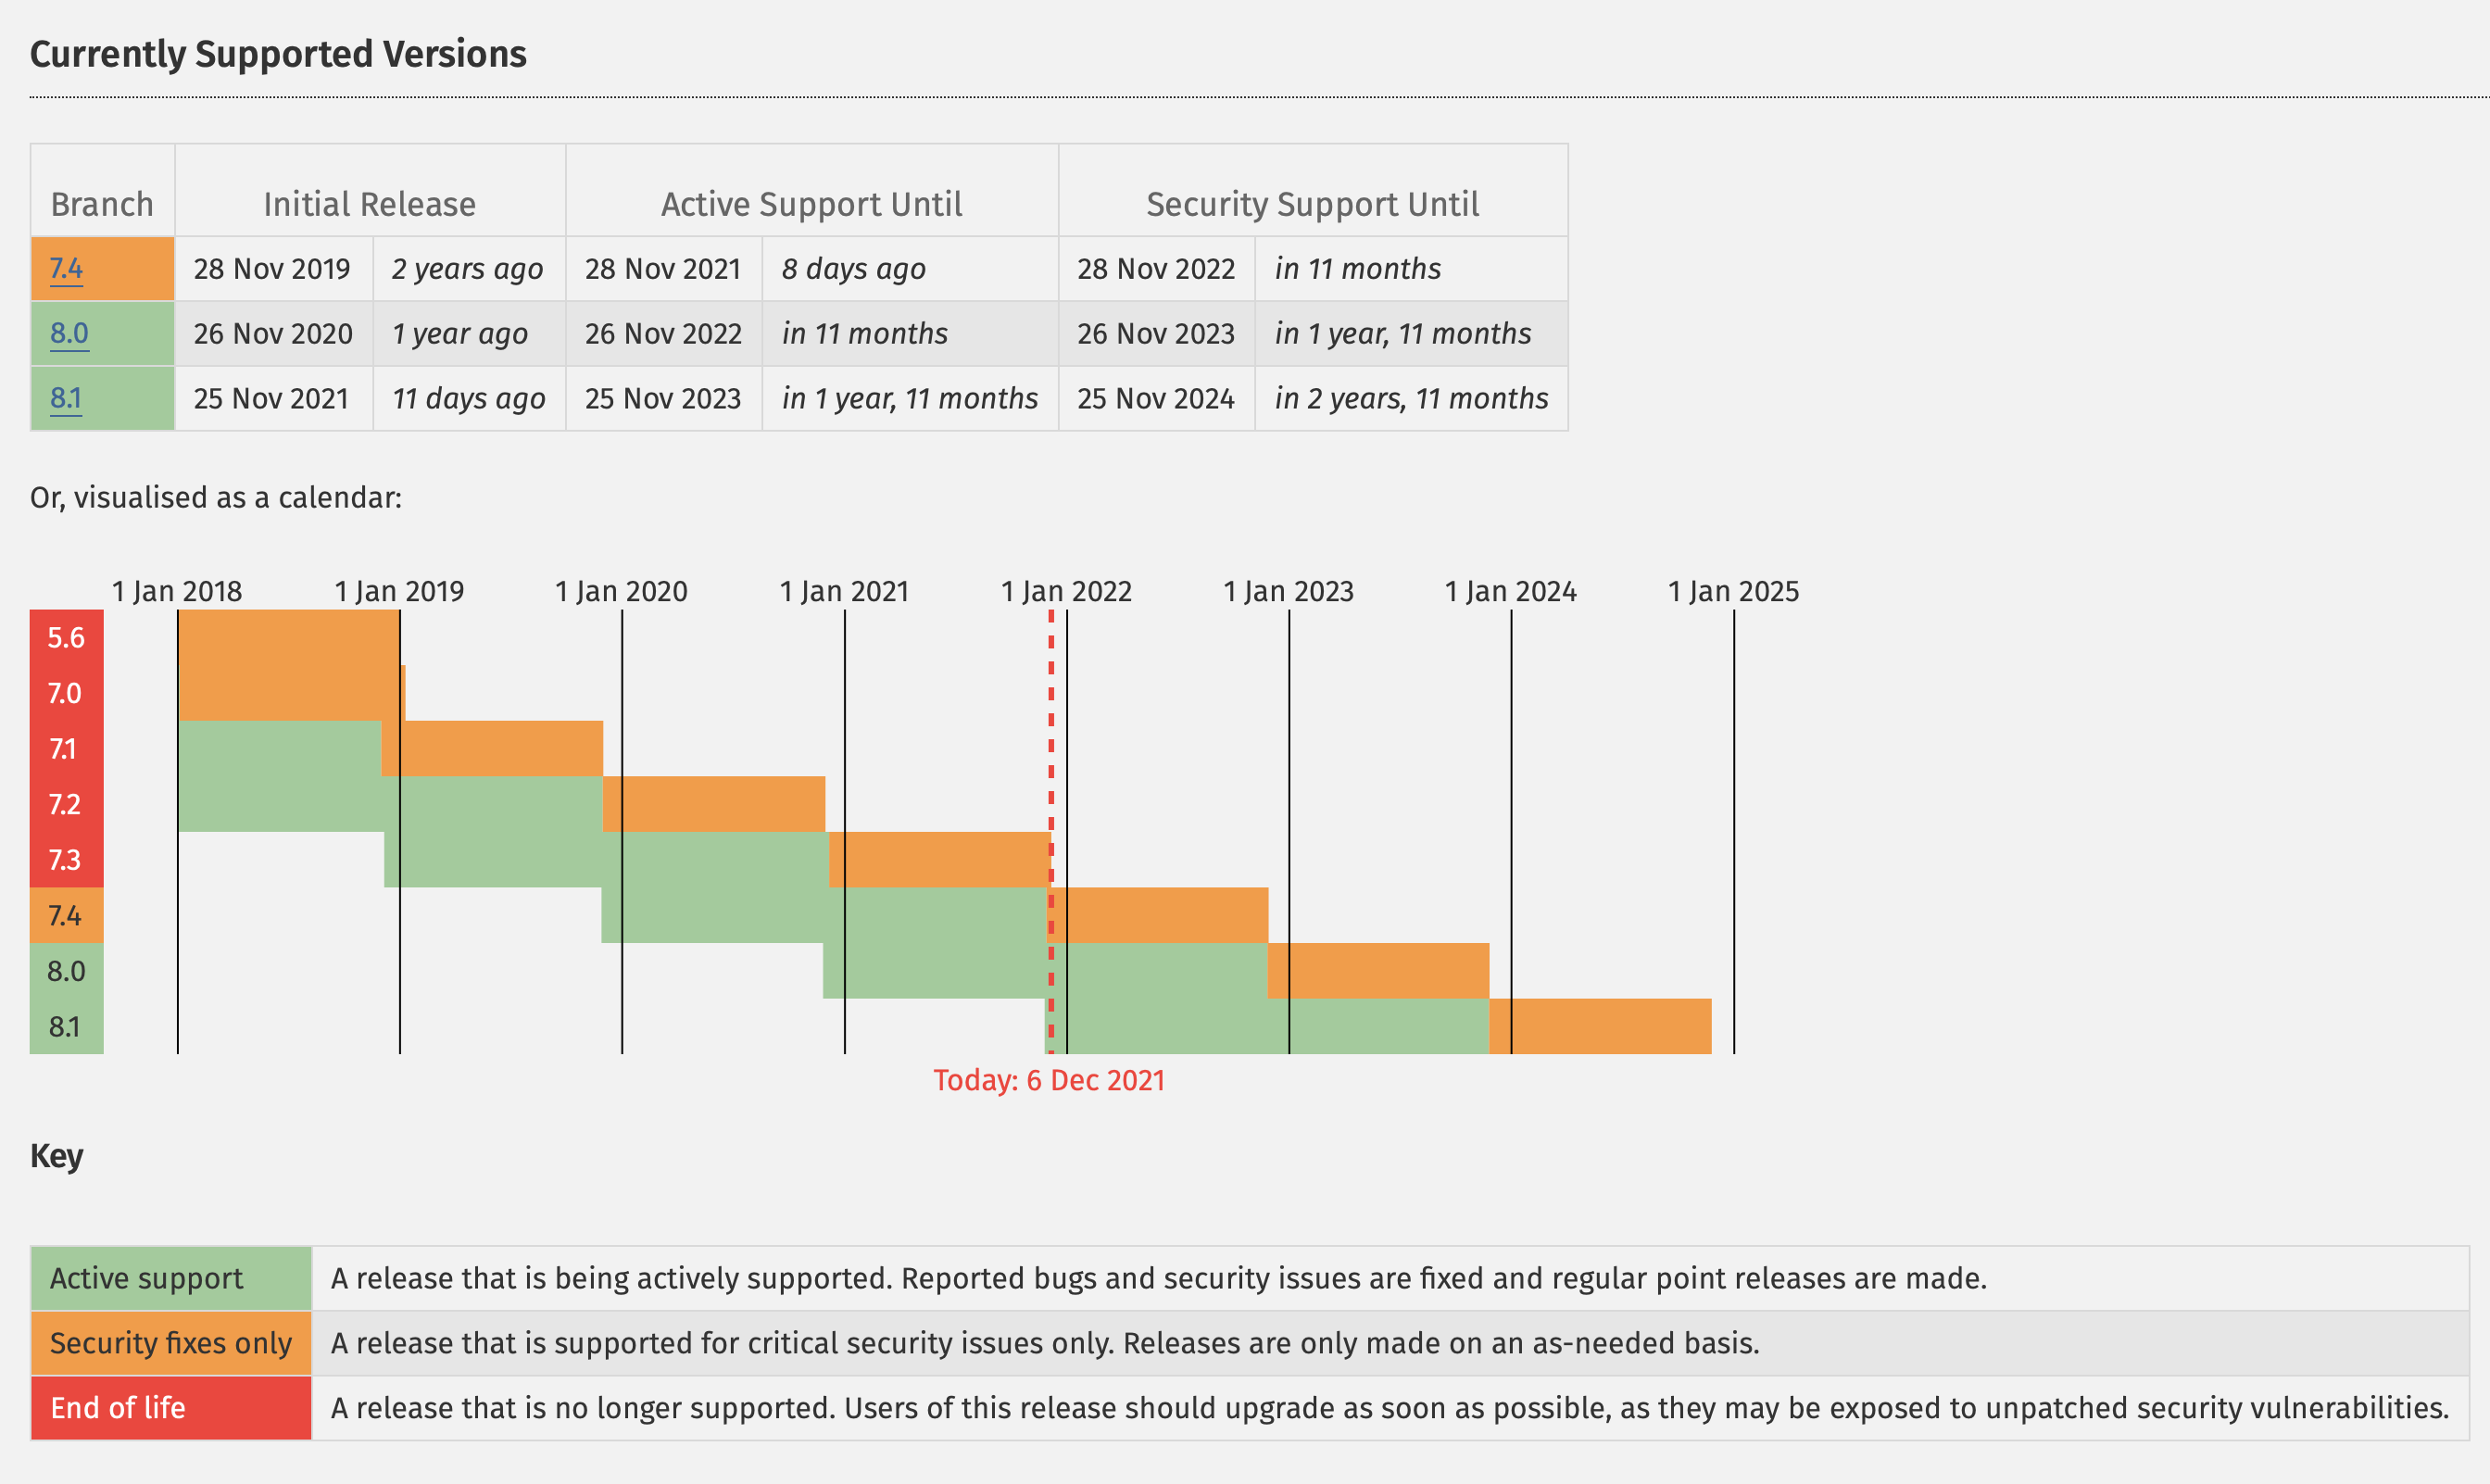 Currently Supported Versions
Branch Initial Release Active Support Until Security Support Until
7.4 28 Nov 2019 2 years ago 28 Nov 2021 8 days ago 28 Nov 2022 in 11 months
8.0 26 Nov 2020 1 year ago 26 Nov 2022 in 11 months 26 Nov 2023 in 1 year, 11 months
8.1 25 Nov 2021 11 days ago 25 Nov 2023 in 1 year, 11 months 25 Nov 2024 in 2 years, 11 months
Or, visualised as a calendar:
1 Jan 2018 1 Jan 2019 1 Jan 2020 1 Jan 2021 1 Jan 2022 1 Jan 2023 1 Jan 2024 1 Jan 2025
5.6
7.0
7.1
7.2
7.3
7.4
8.0
8.1
Today: 6 Dec 2021
Key
Active support A release that is being actively supported. Reported bugs and security issues are fixed and regular point releases are made.
Security fixes only A release that is supported for critical security issues only. Releases are only made on an as-needed basis.
End of life A release that is no longer supported. Users of this release should upgrade as soon as possible, as they may be exposed to unpatched security vulnerabilities.